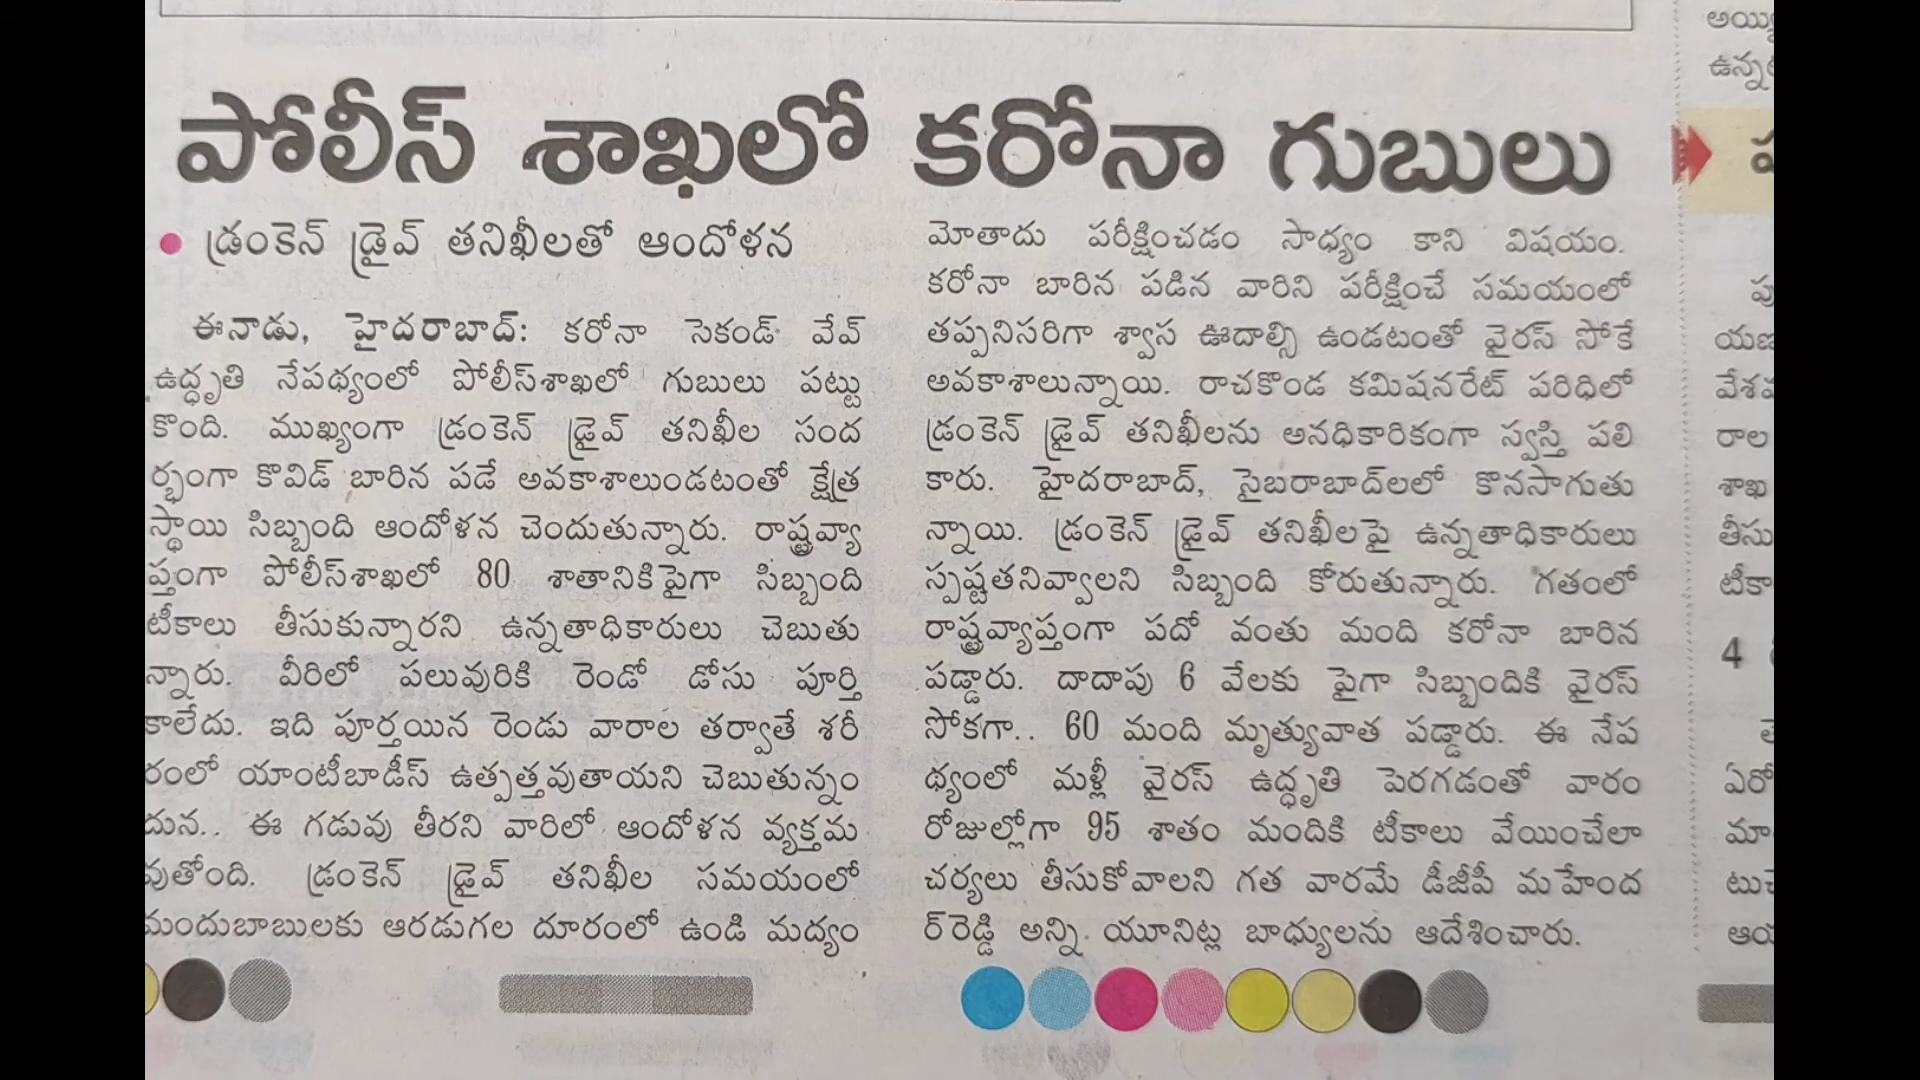 పోలీస్ శాఖలో కరోనా గుబులు
● డ్రంకెన్ డ్రైవ్ తనిఖీలతో ఆందోళన
ఈనాడు, హైదరాబాద్: కరోనా సెకండ్ వేవ్
ఉద్ధృతి నేపథ్యంలో పోలీస్‌శాఖలో గుబులు పట్టు
కొంది. ముఖ్యంగా డ్రంకెన్ డ్రైవ్ తనిఖీల సంద
ర్భంగా కొవిడ్ బారిన పడే అవకాశాలుండటంతో క్షేత్ర
స్థాయి సిబ్బంది ఆందోళన చెందుతున్నారు. రాష్ట్రవ్యా
ప్తంగా పోలీస్‌శాఖలో 80 శాతానికిపైగా సిబ్బంది
టీకాలు తీసుకున్నారని ఉన్నతాధికారులు చెబుతు
న్నారు. వీరిలో పలువురికి రెండో డోసు పూర్తి
కాలేదు. ఇది పూర్తయిన రెండు వారాల తర్వాతే శరీ
రంలో యాంటీబాడీస్ ఉత్పత్తవుతాయని చెబుతున్నం
దున.. ఈ గడువు తీరని వారిలో ఆందోళన వ్యక్తమ
వుతోంది. డ్రంకెన్ డ్రైవ్ తనిఖీల సమయంలో
మందుబాబులకు ఆరడుగల దూరంలో ఉండి మద్యం
మోతాదు పరీక్షించడం సాధ్యం కాని విషయం.
కరోనా బారిన పడిన వారిని పరీక్షించే సమయంలో
తప్పనిసరిగా శ్వాస ఊదాల్సి ఉండటంతో వైరస్ సోకే
అవకాశాలున్నాయి. రాచకొండ కమిషనరేట్ పరిధిలో
డ్రంకెన్ డ్రైవ్ తనిఖీలను అనధికారికంగా స్వస్తి పలి
కారు. హైదరాబాద్, సైబరాబాద్‌లలో కొనసాగుతు
న్నాయి. డ్రంకెన్ డ్రైవ్ తనిఖీలపై ఉన్నతాధికారులు
స్పష్టతనివ్వాలని సిబ్బంది కోరుతున్నారు. గతంలో
రాష్ట్రవ్యాప్తంగా పదో వంతు మంది కరోనా బారిన
పడ్డారు. దాదాపు 6 వేలకు పైగా సిబ్బందికి వైరస్
సోకగా.. 60 మంది మృత్యువాత పడ్డారు. ఈ నేప
థ్యంలో మళ్లీ వైరస్ ఉద్ధృతి పెరగడంతో వారం
రోజుల్లోగా 95 శాతం మందికి టీకాలు వేయించేలా
చర్యలు తీసుకోవాలని గత వారమే డీజీపీ మహేంద
ర్‌రెడ్డి అన్ని యూనిట్ల బాధ్యులను ఆదేశించారు.